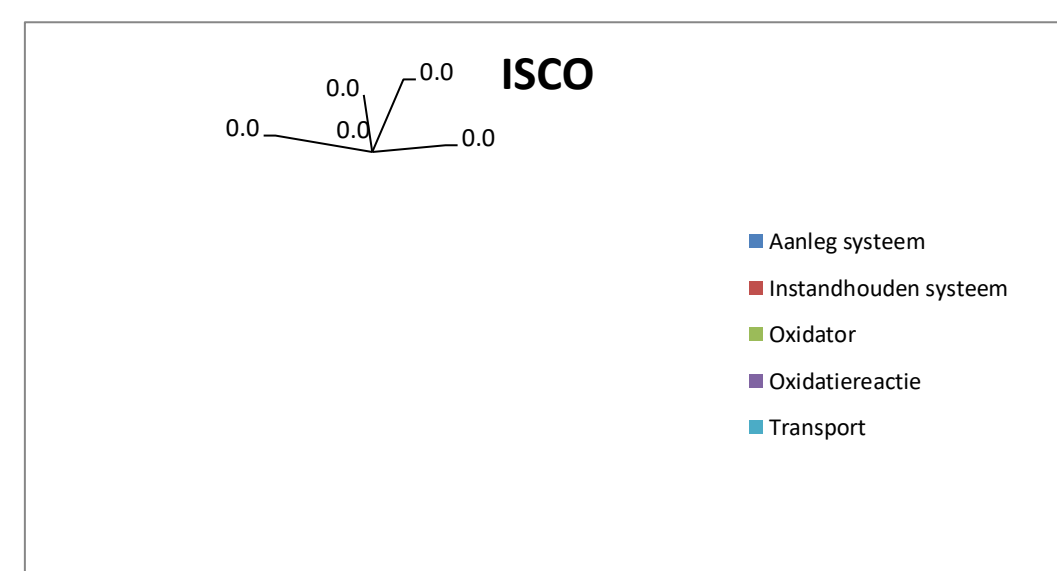 ISCO
0.0
0.0
0.0
0.0
0.0
Aanleg systeem
Instandhouden systeem
Oxidator
Oxidatiereactie
Transport